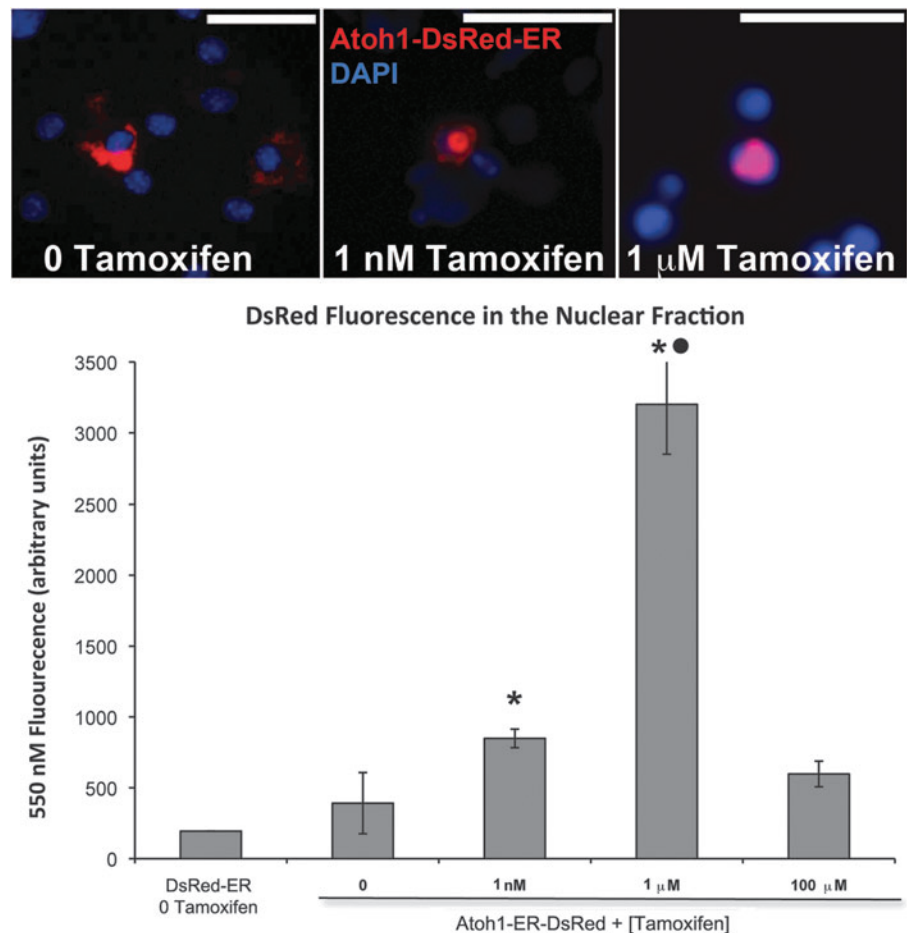 Atoh1-DsRed-ER
DAPI
0 Tamoxifen
1 nM Tamoxifen
1 μM Tamoxifen
DsRed Fluorescence in the Nuclear Fraction
550 nM Fluourecence (arbitrary units)
3500
3000
2500
2000
1500
1000
500
0
*●
*
DsRed-ER
0 Tamoxifen
0
1 nM
1 μM
100 μM
Atoh1-ER-DsRed + [Tamoxifen]